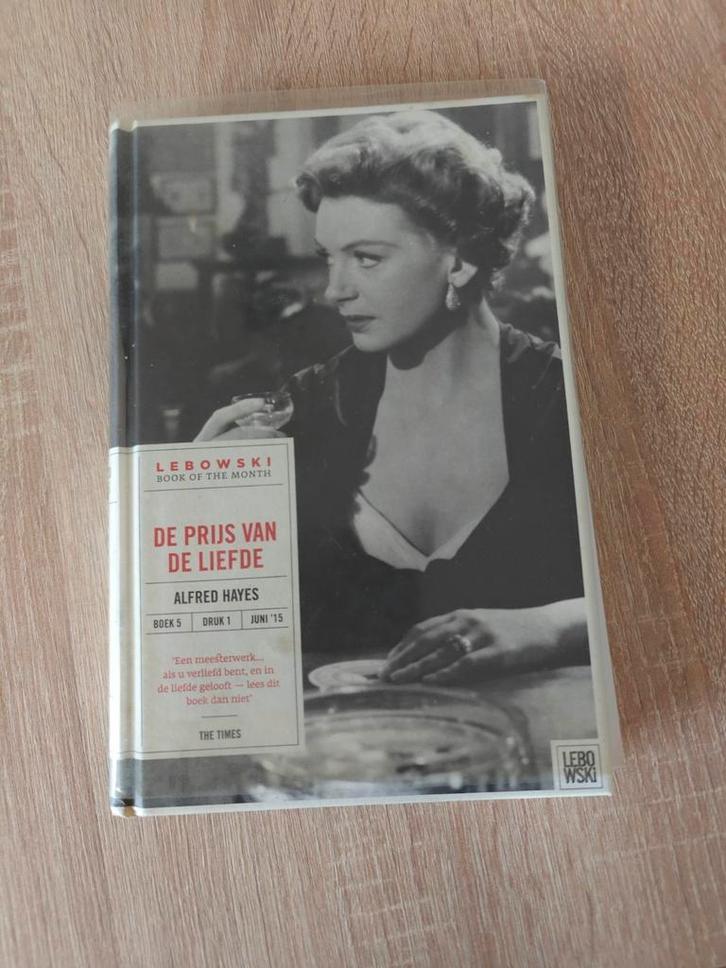 LEBOWSKI
BOOK OF THE MONTH
DE PRIJS VAN
DE LIEFDE
ALFRED HAYES
BOEK 5 DRUK 1 JUNI '15
'Een meesterwerk...
als u verliefd bent, en in
de liefde gelooft — lees dit
boek dan niet'
THE TIMES
LEBO
WSKI